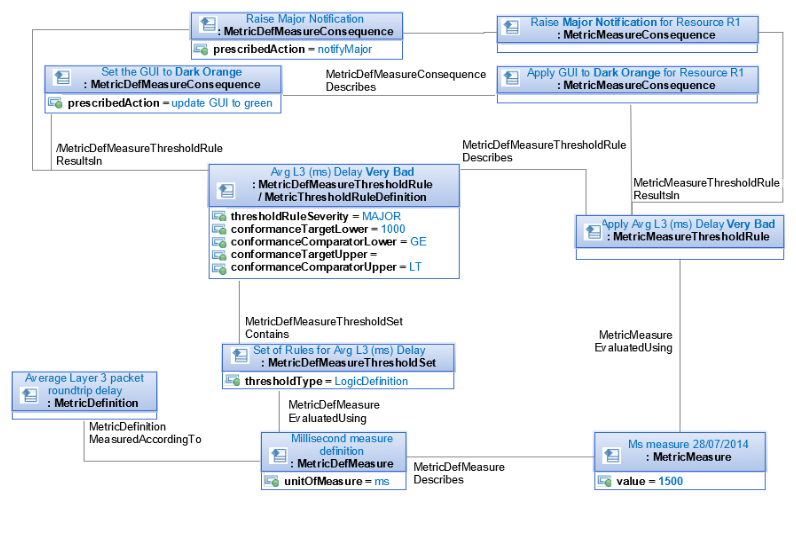 Raise Major Notification
: MetricDefMeasureConsequence
prescribedAction = notifyMajor
Raise Major Notification for Resource R1
: MetricMeasureConsequence
Set the GUI to Dark Orange
: MetricDefMeasureConsequence
prescribedAction = update GUI to green
MetricDefMeasureConsequence
Describes
Apply GUI to Dark Orange for Resource R1
: MetricMeasureConsequence
/MetricDefMeasureThresholdRule
ResultsIn
MetricDefMeasureThresholdRule
Describes
Avg L3 (ms) Delay Very Bad
: MetricDefMeasureThresholdRule
/ MetricThresholdRuleDefinition
thresholdRuleSeverity = MAJOR
conformanceTargetLower = 1000
conformanceComparatorLower = GE
conformanceTargetUpper =
conformanceComparatorUpper = LT
MetricMeasureThresholdRule
ResultsIn
Apply Avg L3 (ms) Delay Very Bad
: MetricMeasureThresholdRule
MetricDefMeasureThresholdSet
Contains
MetricMeasure
EvaluatedUsing
Set of Rules for Avg L3 (ms) Delay
: MetricDefMeasureThresholdSet
thresholdType = LogicDefinition
Average Layer 3 packet
roundtrip delay
: MetricDefinition
MetricDefMeasure
EvaluatedUsing
MetricDefinition
MeasuredAccordingTo
Millisecond measure
definition
: MetricDefMeasure
unitOfMeasure = ms
MetricDefMeasure
Describes
Ms measure 28/07/2014
: MetricMeasure
value = 1500